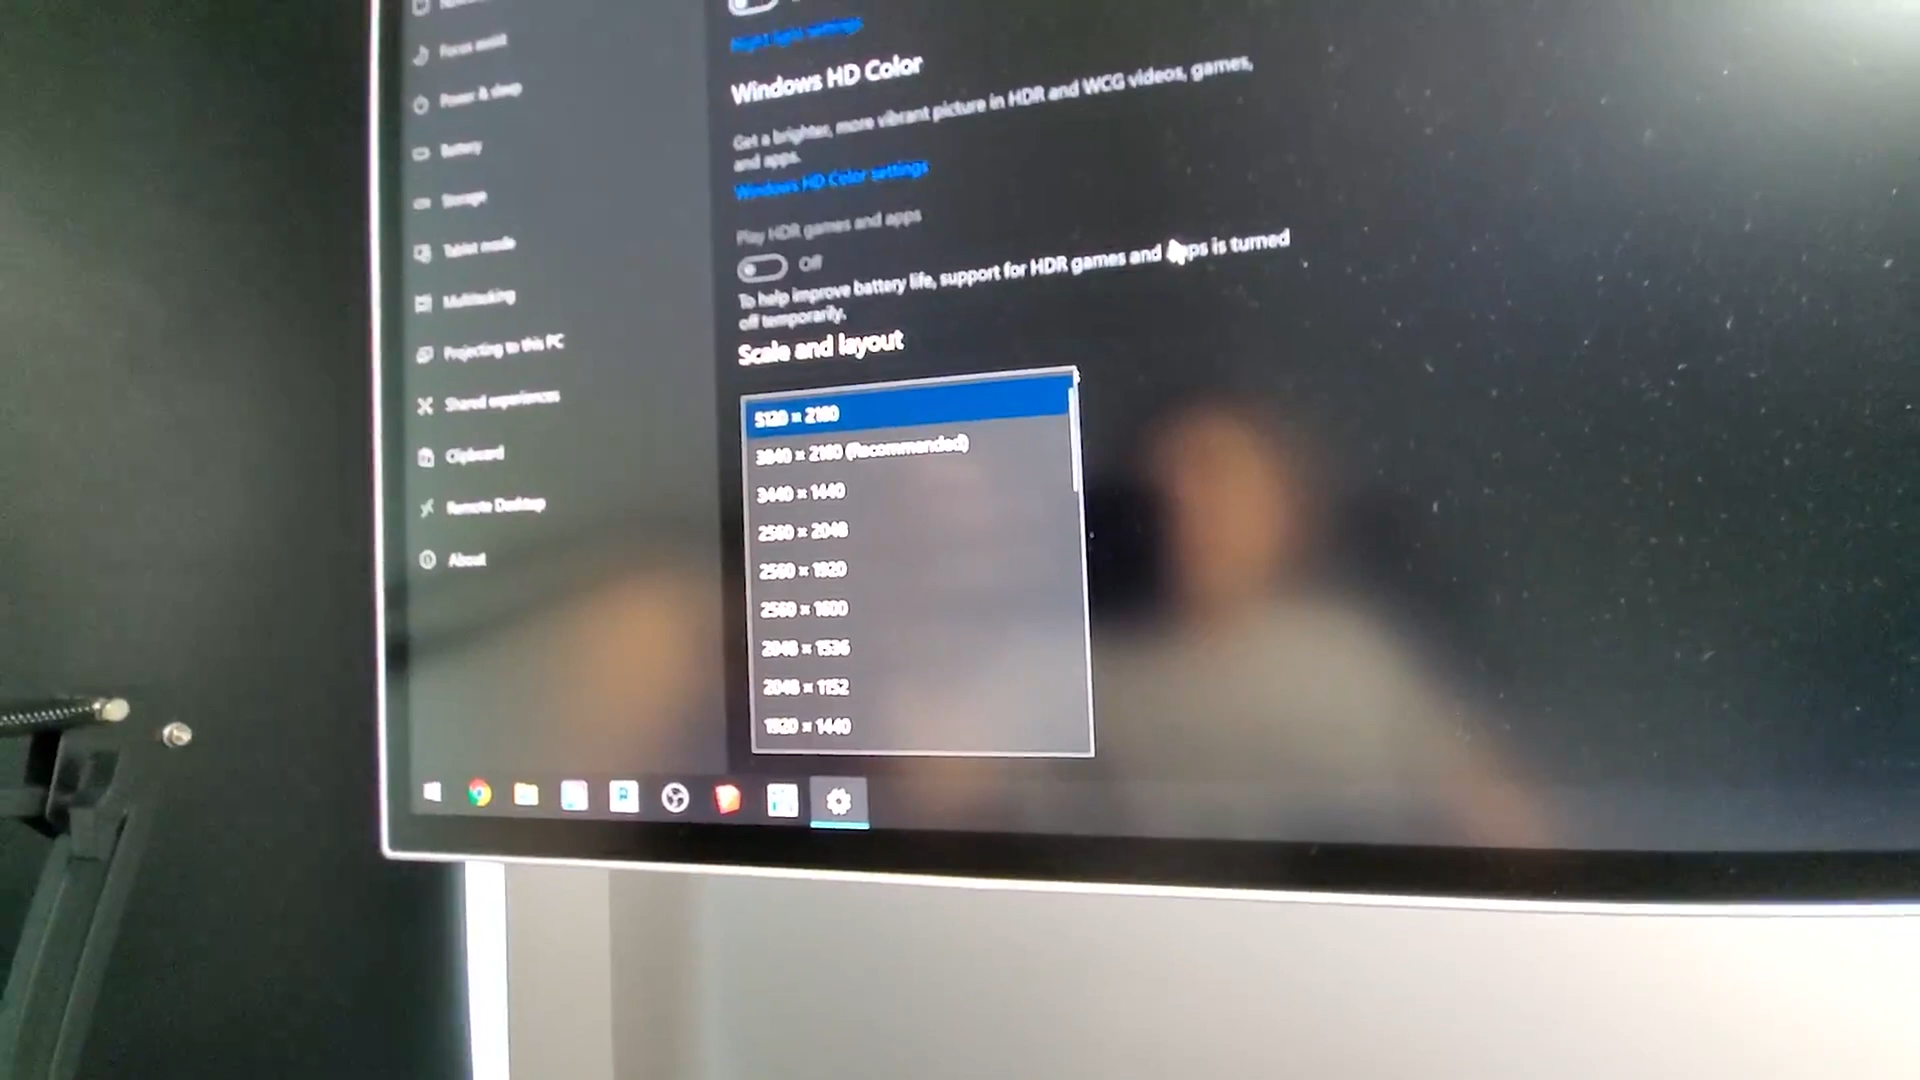 Focus assist
Power & sleep
Battery
Storage
Tablet mode
Multitasking
Projecting to this PC
Shared experiences
Clipboard
Remote Desktop
About
Night light settings
Windows HD Color
Get a brighter, more vibrant picture in HDR and WCG videos, games,
and apps.
Windows HD Color settings
Play HDR games and apps
Off
To help improve battery life, support for HDR games and apps is turned
off temporarily.
Scale and layout
5120 × 2160
3840 × 2160 (Recommended)
3440 × 1440
2560 × 2048
2560 × 1920
2560 × 1600
2048 × 1536
2048 × 1152
1920 × 1440